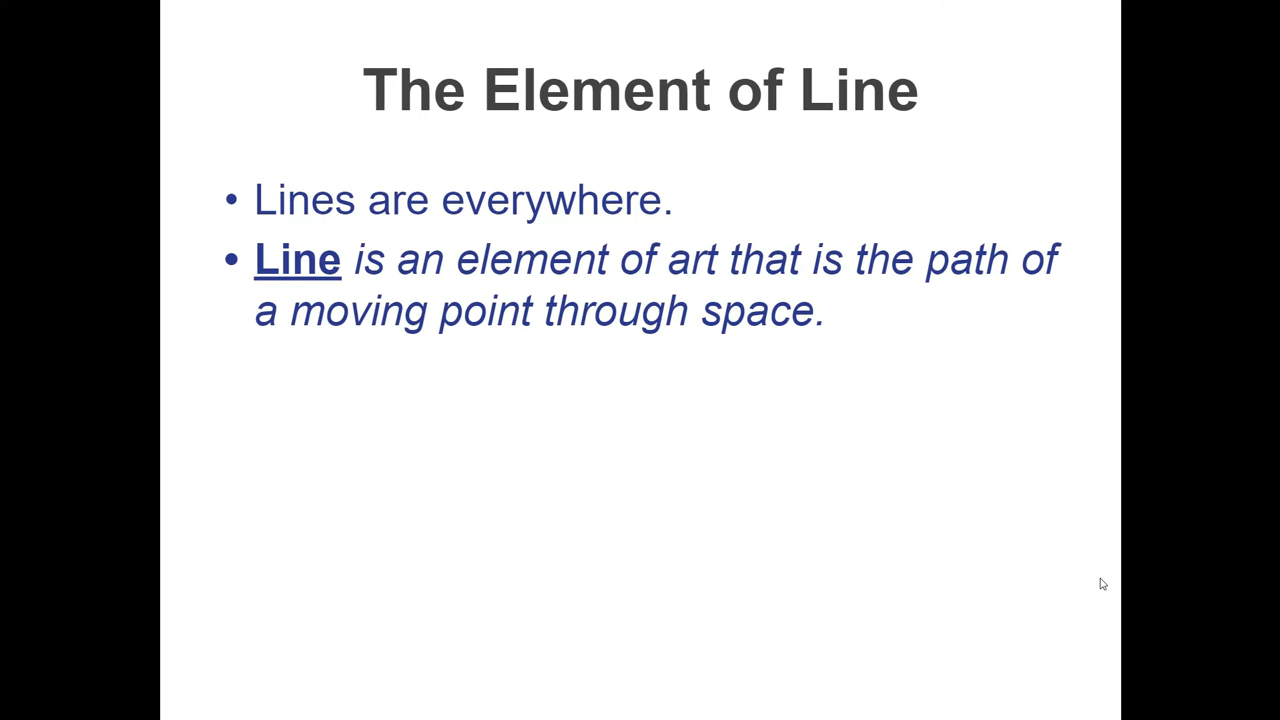 The Element of Line
• Lines are everywhere.
• Line is an element of art that is the path of
a moving point through space.